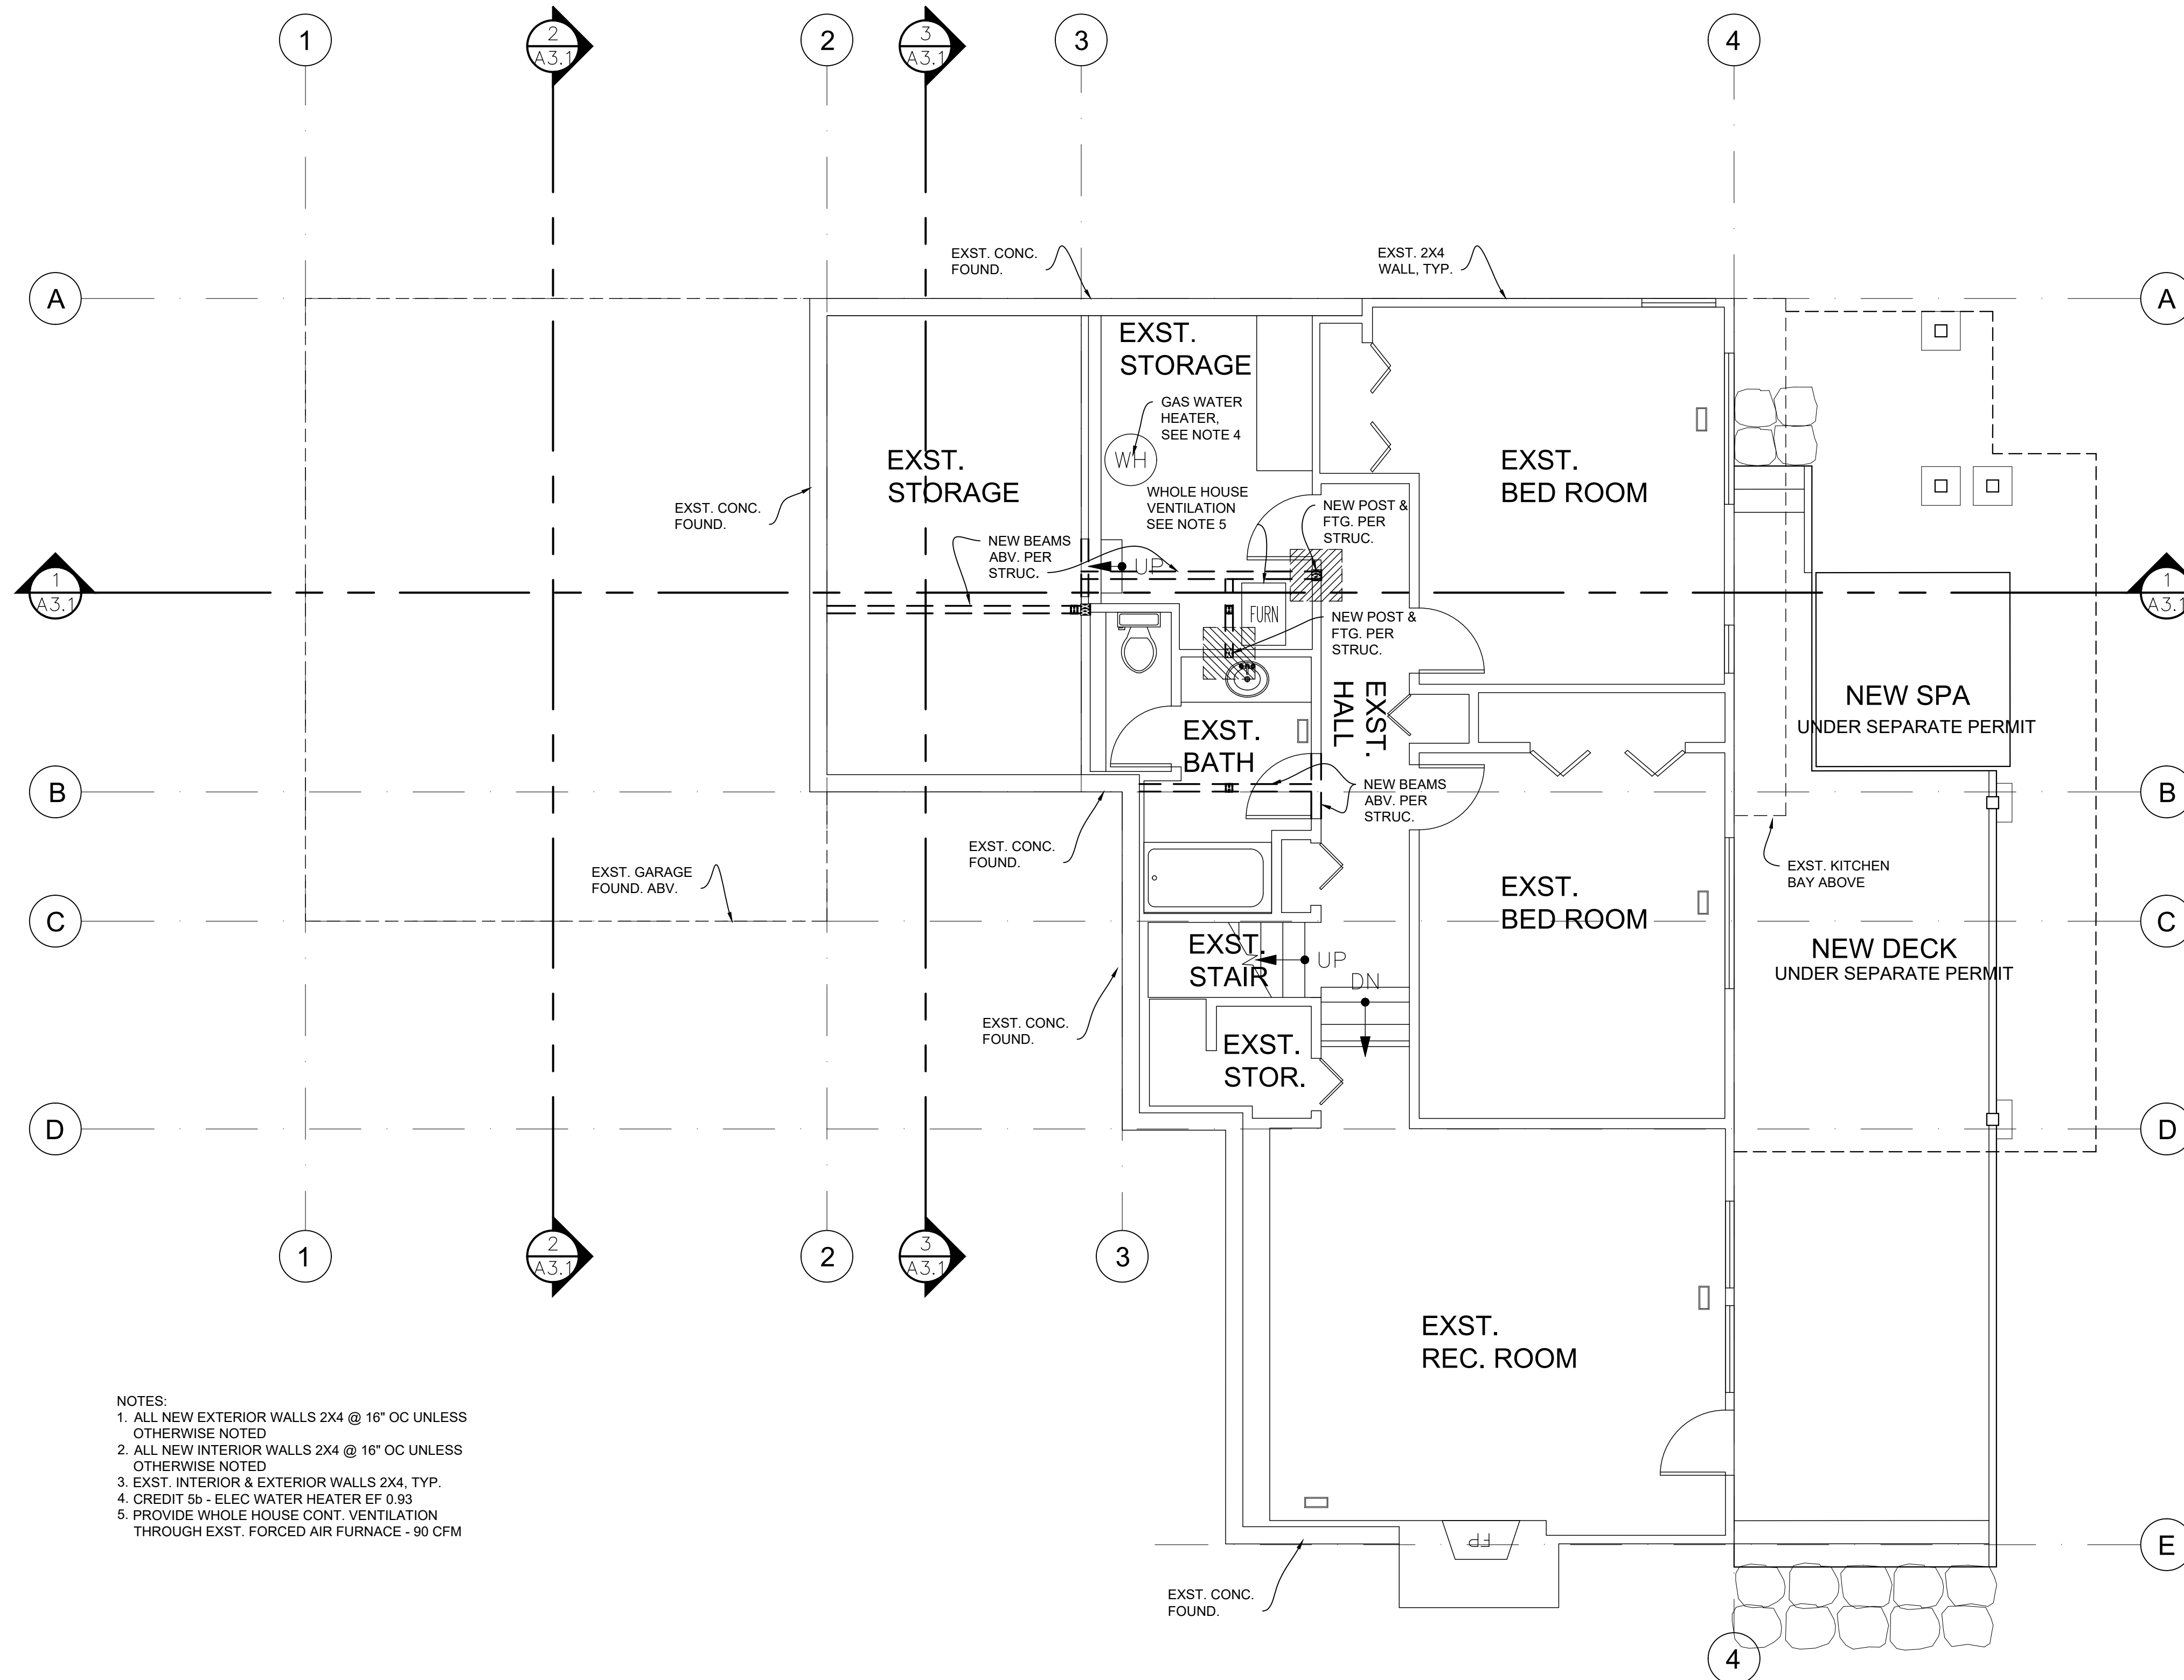 1
2
A3.1
2
3
A3.1
3
4
EXST. CONC.
FOUND.
EXST. 2X4
WALL, TYP.
A
A
EXST.
STORAGE
GAS WATER
HEATER,
SEE NOTE 4
WH
EXST.
STORAGE
EXST.
BED ROOM
WHOLE HOUSE
VENTILATION
SEE NOTE 5
NEW POST &
FTG. PER
STRUC.
EXST. CONC.
FOUND.
NEW BEAMS
ABV. PER
STRUC.
UP
1
A3.1
1
A3.1
FURN
NEW POST &
FTG. PER
STRUC.
EXST.
HALL
NEW SPA
UNDER SEPARATE PERMIT
EXST.
BATH
NEW BEAMS
ABV. PER
STRUC.
B
B
EXST. CONC.
FOUND.
EXST. GARAGE
FOUND. ABV.
EXST. KITCHEN
BAY ABOVE
EXST.
BED ROOM
C
C
EXST.
STAIR
UP
DN
NEW DECK
UNDER SEPARATE PERMIT
EXST. CONC.
FOUND.
EXST.
STOR.
D
D
1
2
A3.1
2
3
A3.1
3
EXST.
REC. ROOM
NOTES:
1. ALL NEW EXTERIOR WALLS 2X4 @ 16" OC UNLESS
OTHERWISE NOTED
2. ALL NEW INTERIOR WALLS 2X4 @ 16" OC UNLESS
OTHERWISE NOTED
3. EXST. INTERIOR & EXTERIOR WALLS 2X4, TYP.
4. CREDIT 5b - ELEC WATER HEATER EF 0.93
5. PROVIDE WHOLE HOUSE CONT. VENTILATION
THROUGH EXST. FORCED AIR FURNACE - 90 CFM
FP
E
EXST. CONC.
FOUND.
4